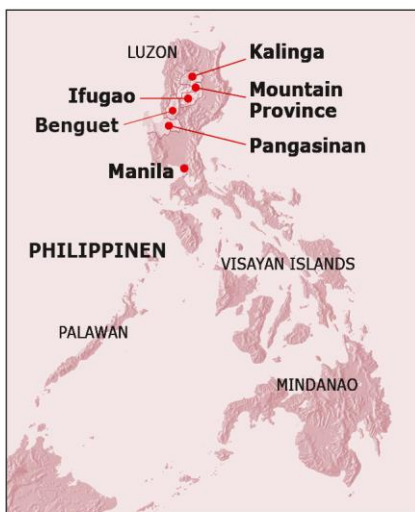 LUZON
Kalinga
Mountain
Province
Ifugao
Benguet
Pangasinan
Manila
PHILIPPINEN
VISAYAN ISLANDS
PALAWAN
MINDANAO